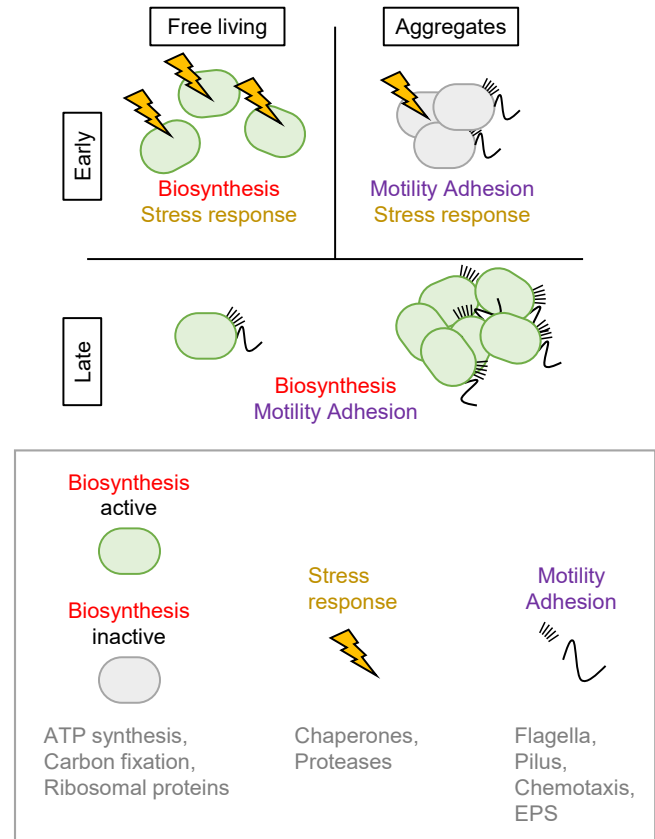 Free living
Aggregates
Early
Biosynthesis
Stress response
Motility Adhesion
Stress response
Late
Biosynthesis
Motility Adhesion
Biosynthesis
active
Biosynthesis
inactive
Stress
response
Motility
Adhesion
ATP synthesis,
Carbon fixation,
Ribosomal proteins
Chaperones,
Proteases
Flagella,
Pilus,
Chemotaxis,
EPS